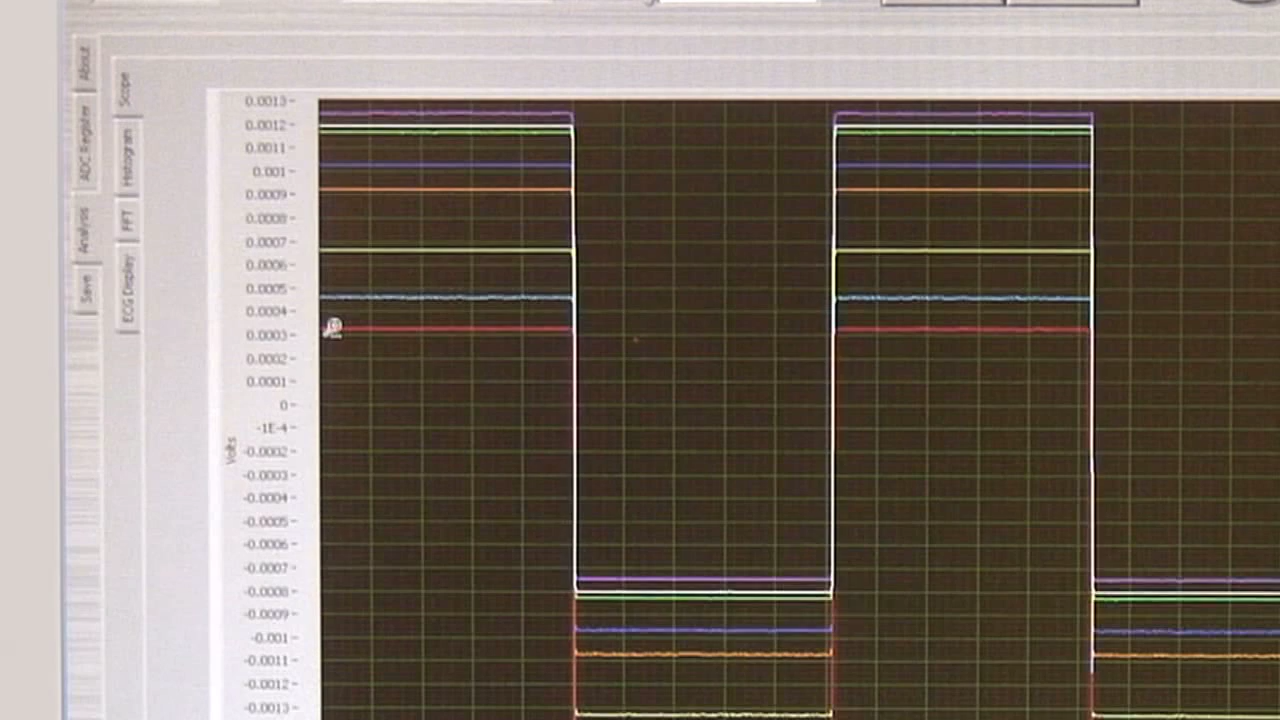 About
ADC Register
Analysis
Save
Scope
Histogram
FFT
ECG Display
Volts
0.0013
0.0012
0.0011
0.001
0.0009
0.0008
0.0007
0.0006
0.0005
0.0004
0.0003
0.0002
0.0001
0
-1E-4
-0.0002
-0.0003
-0.0004
-0.0005
-0.0006
-0.0007
-0.0008
-0.0009
-0.001
-0.0011
-0.0012
-0.0013